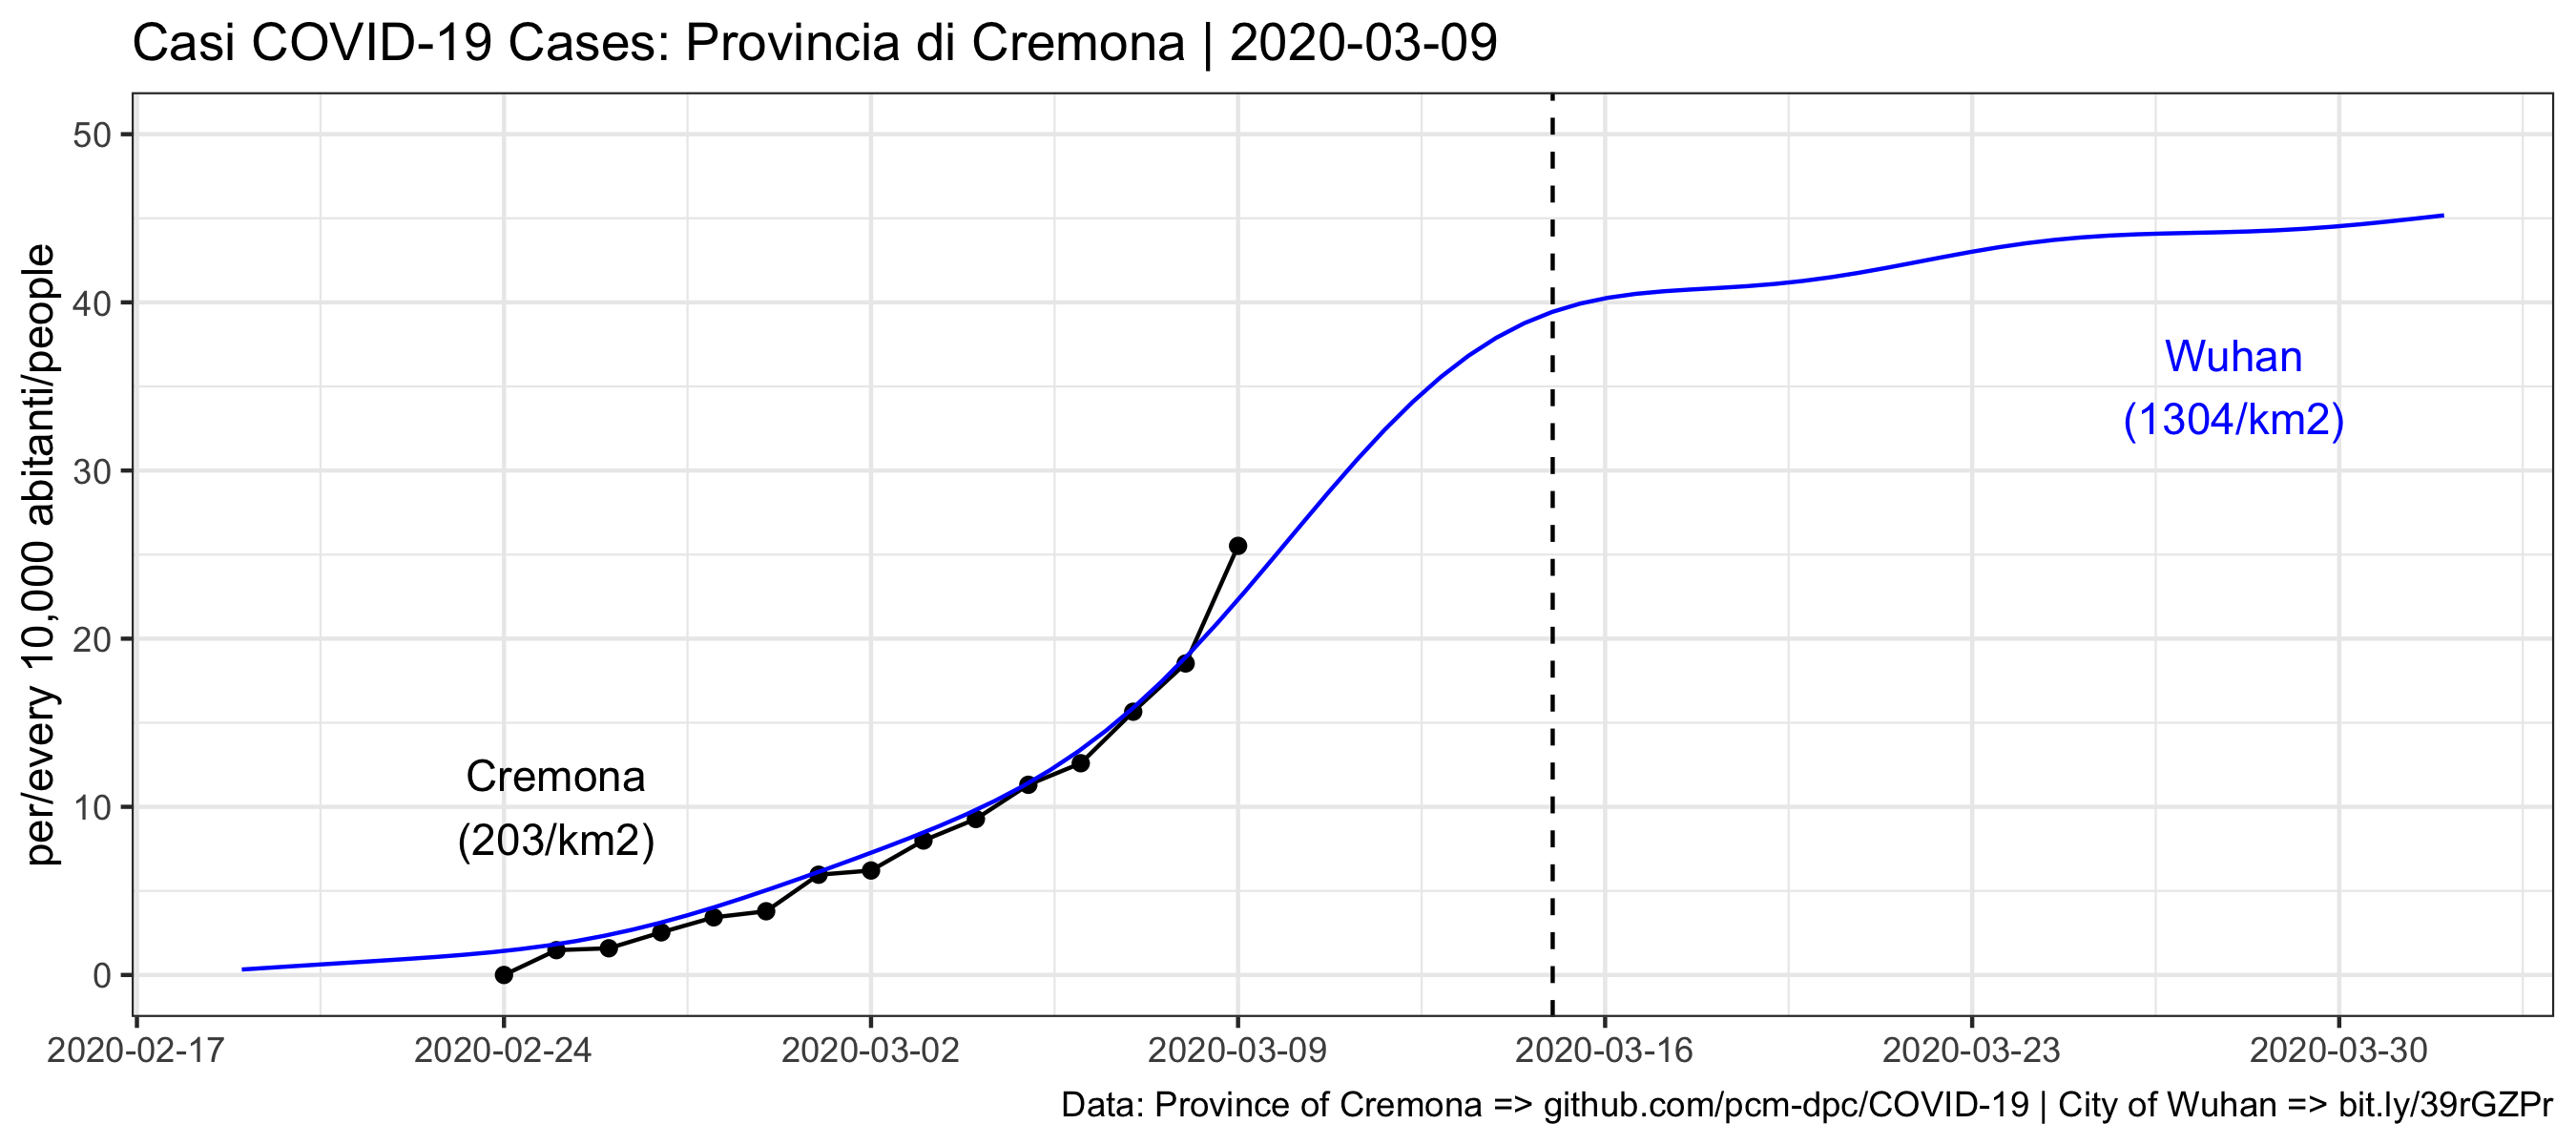 Casi COVID-19 Cases: Provincia di Cremona | 2020-03-09
per/every 10,000 abitanti/people
50
40
30
20
10
0
Cremona
(203/km2)
Wuhan
(1304/km2)
2020-02-17 2020-02-24 2020-03-02 2020-03-09 2020-03-16 2020-03-23 2020-03-30
Data: Province of Cremona => github.com/pcm-dpc/COVID-19 | City of Wuhan => bit.ly/39rGZPr